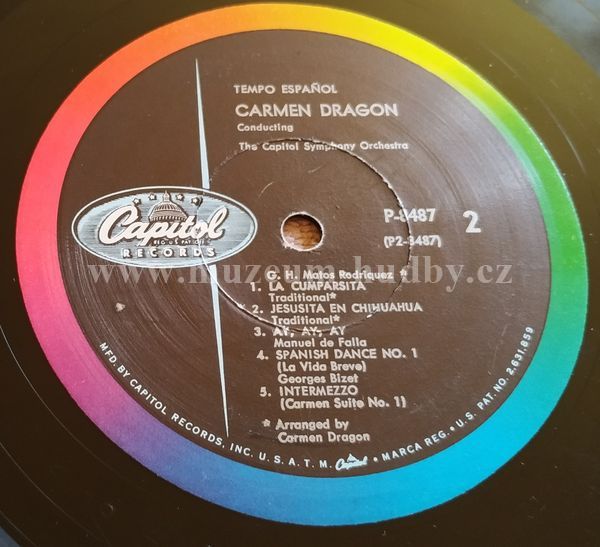 TEMPO ESPAÑOL
CARMEN DRAGON
Conducting
The Capitol Symphony Orchestra
Capitol
REG. U.S. PAT. OFF.
RECORDS
P-8487
2
(P2-8487)
www.muzeum-hudby.cz
G. H. Matos Rodriquez *
1. LA CUMPARSITA
Traditional*
2. JESUSITA EN CHIHUAHUA
Traditional*
3. AY, AY, AY
Manuel de Falla
4. SPANISH DANCE NO. 1
(La Vida Breve)
Georges Bizet
5. INTERMEZZO
(Carmen Suite No. 1)
* Arranged by
Carmen Dragon
MFD. BY CAPITOL RECORDS, INC. U. S. A. T. M. Capitol • MARCA REG. • U. S. PAT. NO. 2,631,859